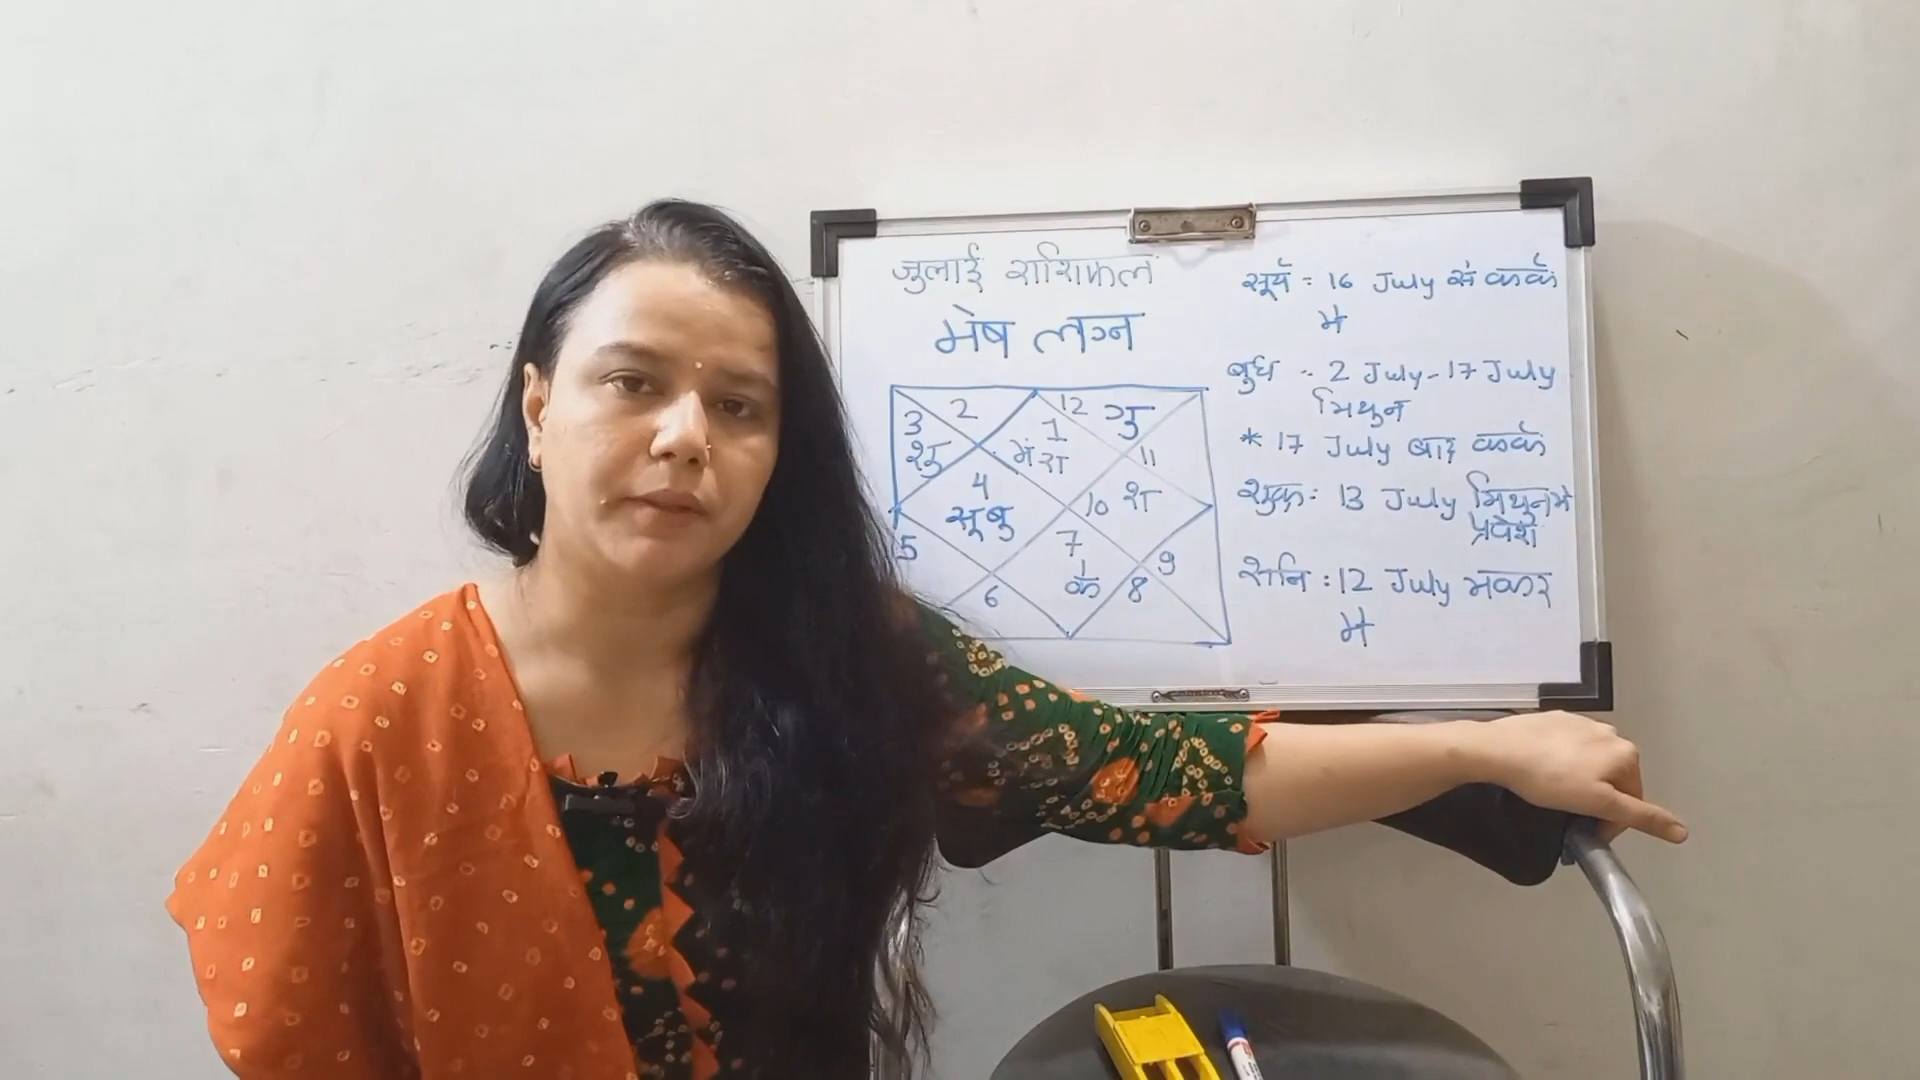 जुलाई राशिफल
मेष लग्न
2
12
गु
3
1
शु
मं रा
11
4
10 श
सू बु
7
5
9
6
के
8
सूर्य = 16 July से कर्क
में
बुध - 2 July - 17 July
मिथुन
* 17 July बाद कर्क
शुक्र : 13 July मिथुन में
प्रवेश
शनि : 12 July मकर
में